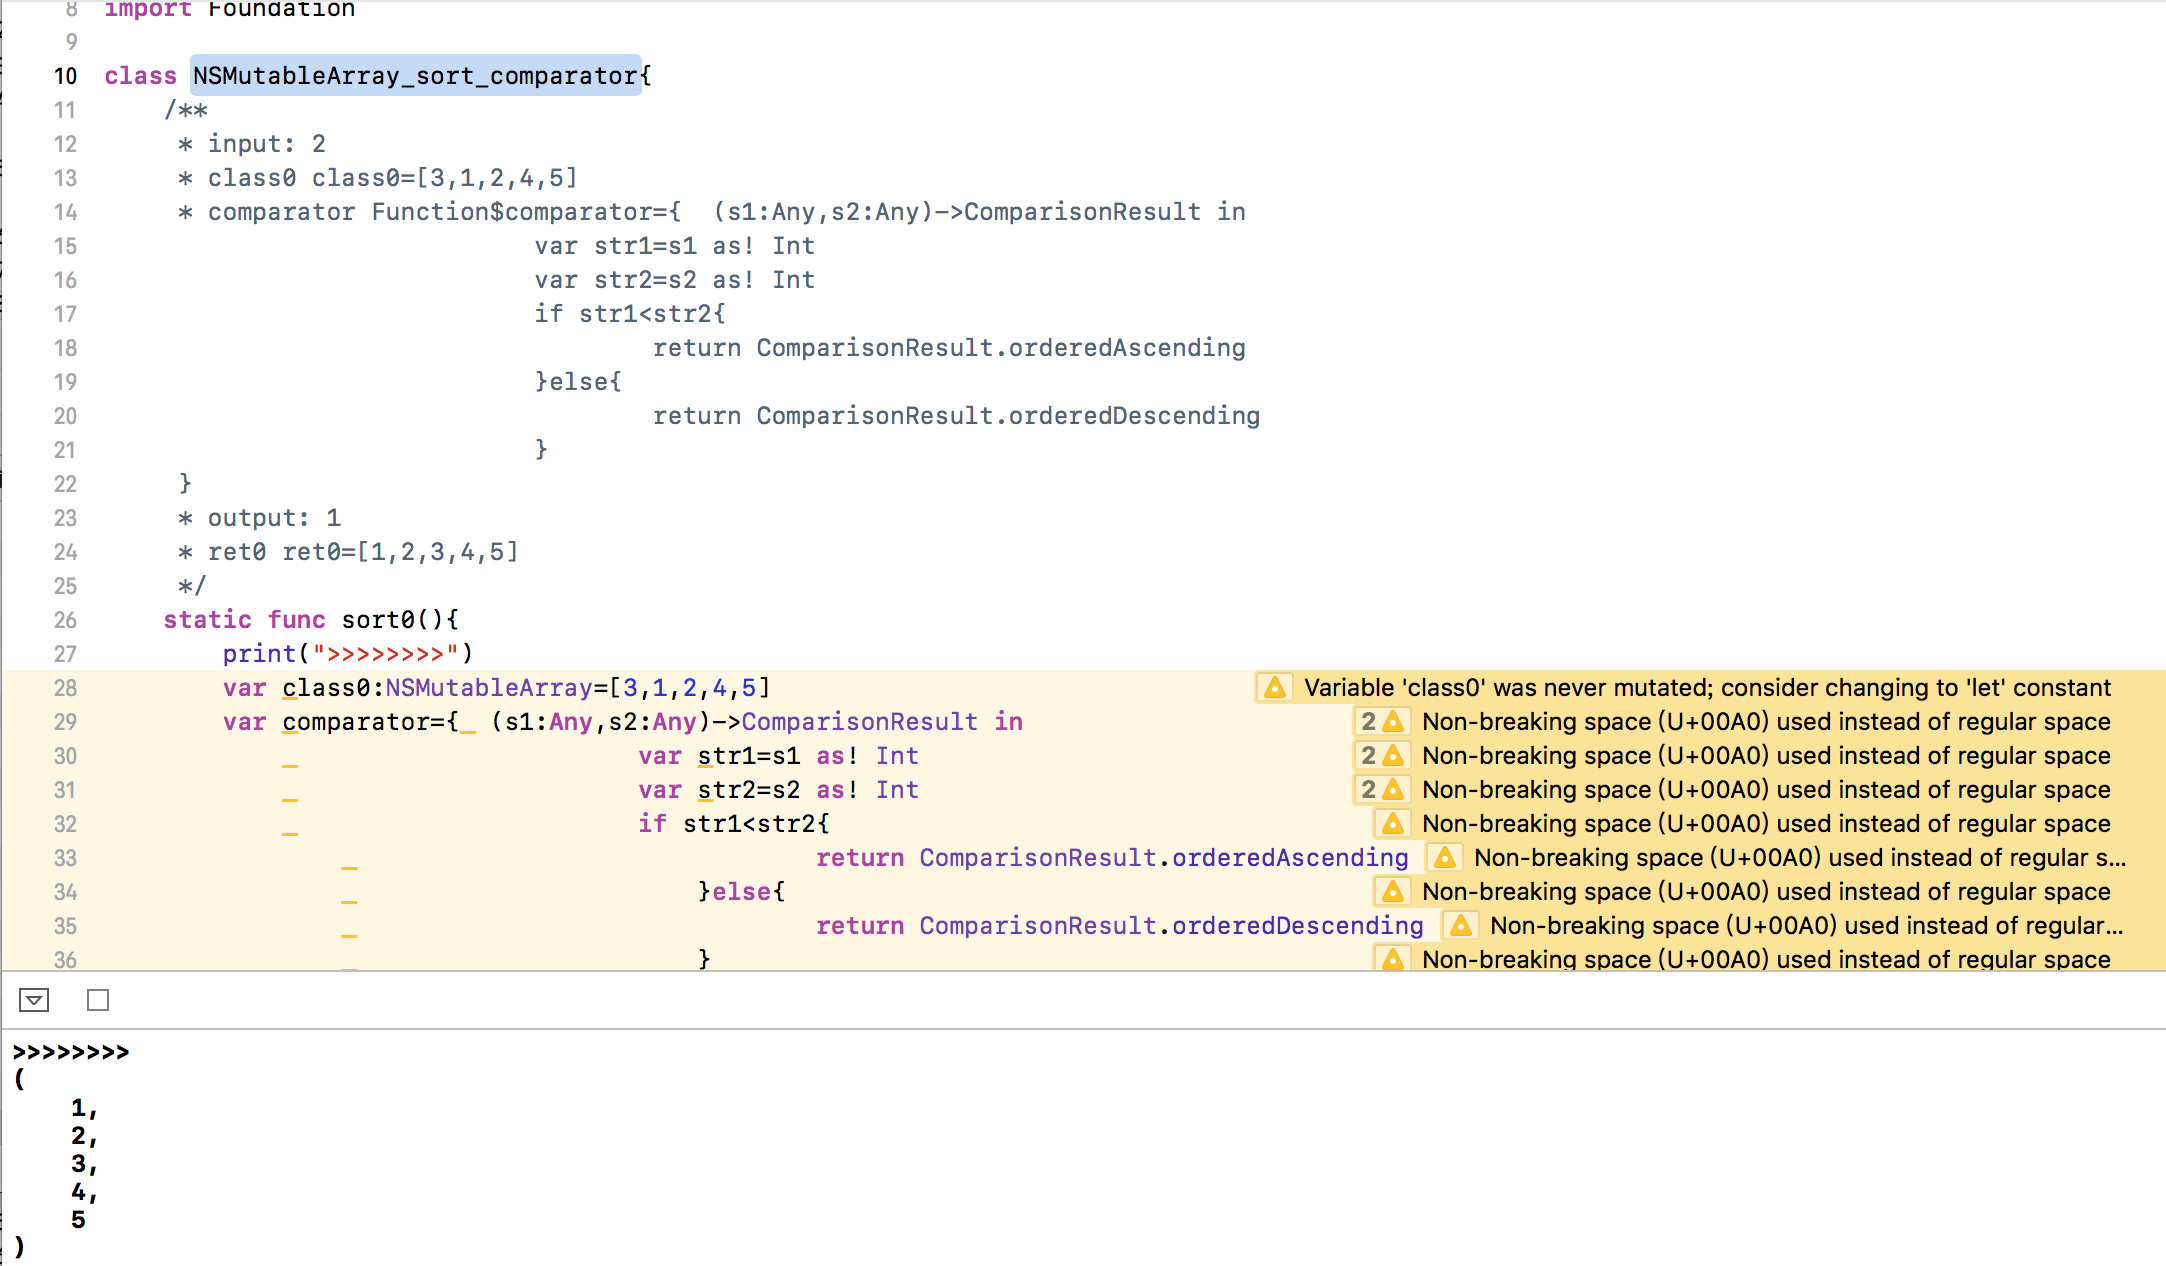 8 import Foundation
9
10 class NSMutableArray_sort_comparator{
11 /**
12 * input: 2
13 * class0 class0=[3,1,2,4,5]
14 * comparator Function$comparator={  (s1:Any,s2:Any)->ComparisonResult in
15 var str1=s1 as! Int
16 var str2=s2 as! Int
17 if str1<str2{
18 return ComparisonResult.orderedAscending
19 }else{
20 return ComparisonResult.orderedDescending
21 }
22 }
23 * output: 1
24 * ret0 ret0=[1,2,3,4,5]
25 */
26 static func sort0(){
27 print(">>>>>>>>")
28 var class0:NSMutableArray=[3,1,2,4,5] Variable 'class0' was never mutated; consider changing to 'let' constant
29 var comparator={  (s1:Any,s2:Any)->ComparisonResult in 2 Non-breaking space (U+00A0) used instead of regular space
30 var str1=s1 as! Int 2 Non-breaking space (U+00A0) used instead of regular space
31 var str2=s2 as! Int 2 Non-breaking space (U+00A0) used instead of regular space
32 if str1<str2{ Non-breaking space (U+00A0) used instead of regular space
33 return ComparisonResult.orderedAscending Non-breaking space (U+00A0) used instead of regular s...
34 }else{ Non-breaking space (U+00A0) used instead of regular space
35 return ComparisonResult.orderedDescending Non-breaking space (U+00A0) used instead of regular...
36 } Non-breaking space (U+00A0) used instead of regular space
>>>>>>>>
(
1,
2,
3,
4,
5
)